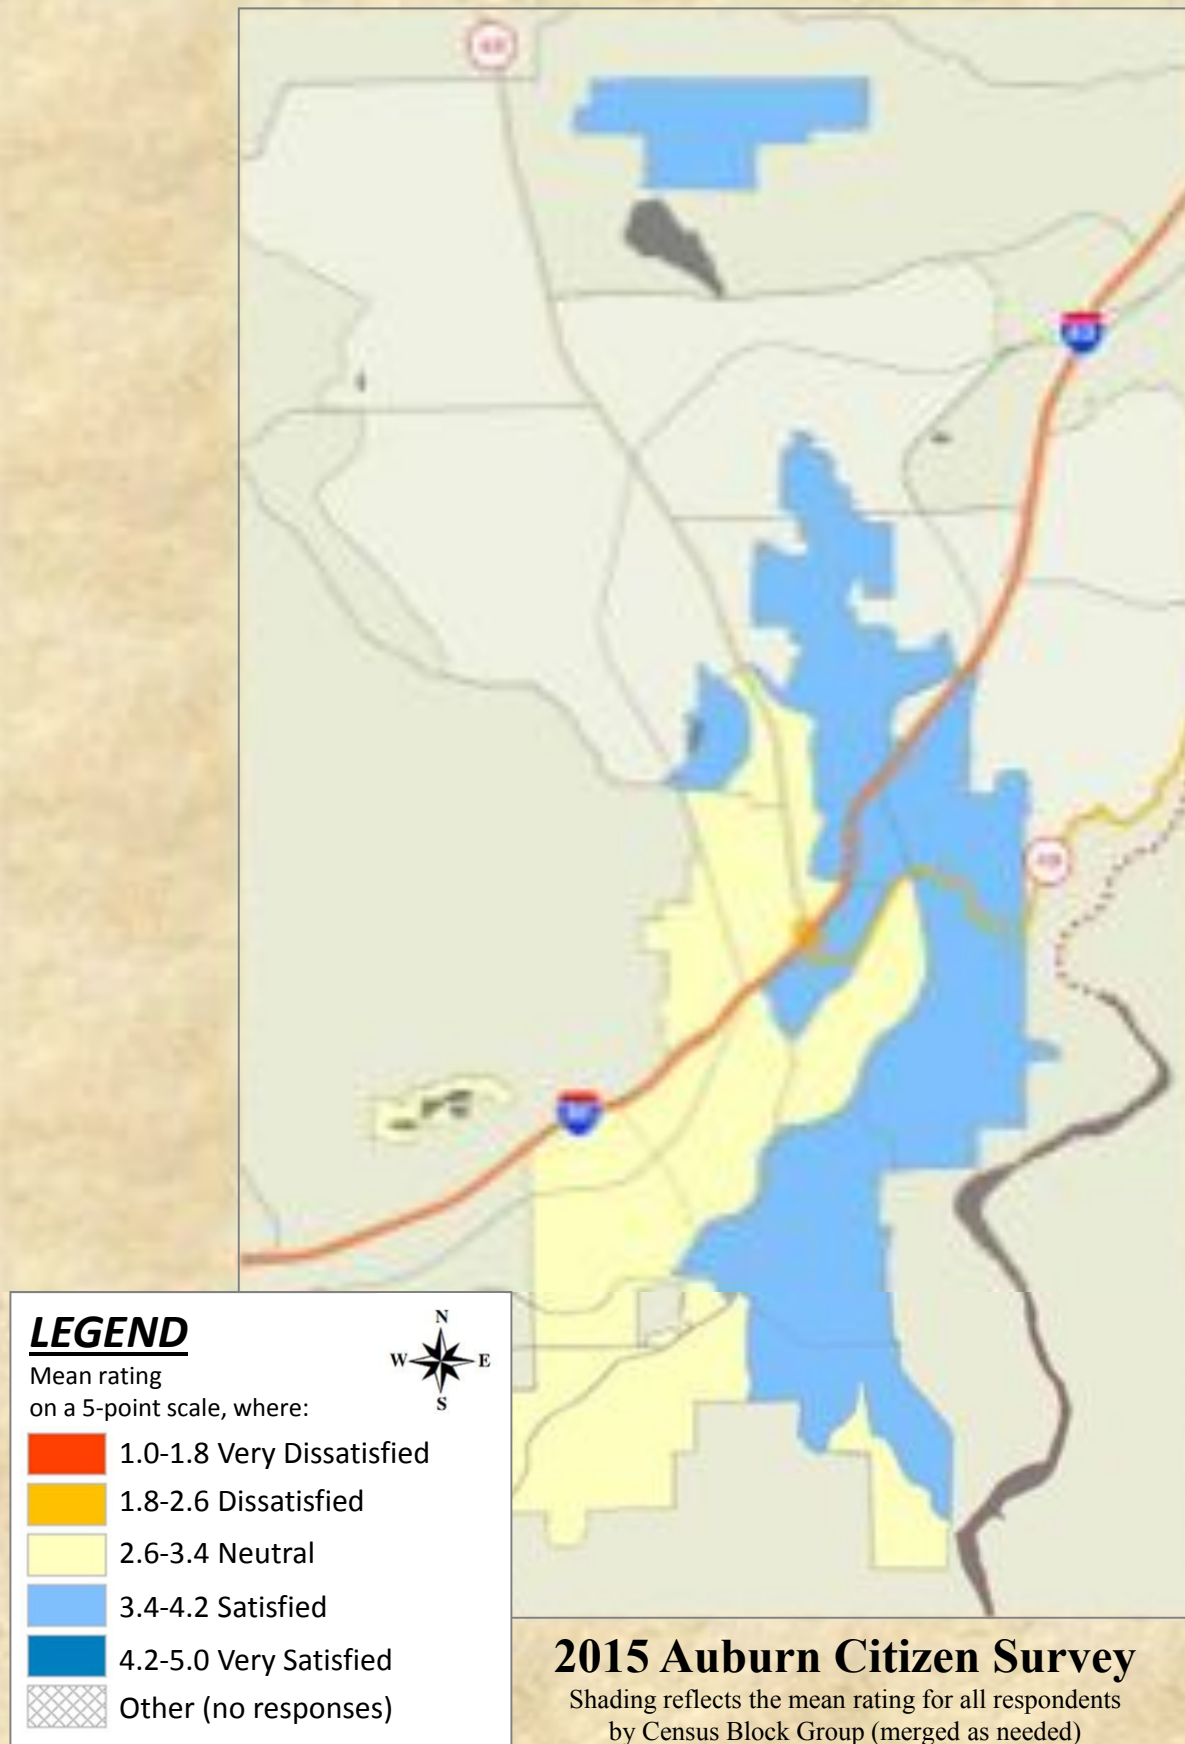 LEGEND
Mean rating
on a 5-point scale, where:
N
W E
S
1.0-1.8 Very Dissatisfied
1.8-2.6 Dissatisfied
2.6-3.4 Neutral
3.4-4.2 Satisfied
4.2-5.0 Very Satisfied
Other (no responses)
2015 Auburn Citizen Survey
Shading reflects the mean rating for all respondents
by Census Block Group (merged as needed)